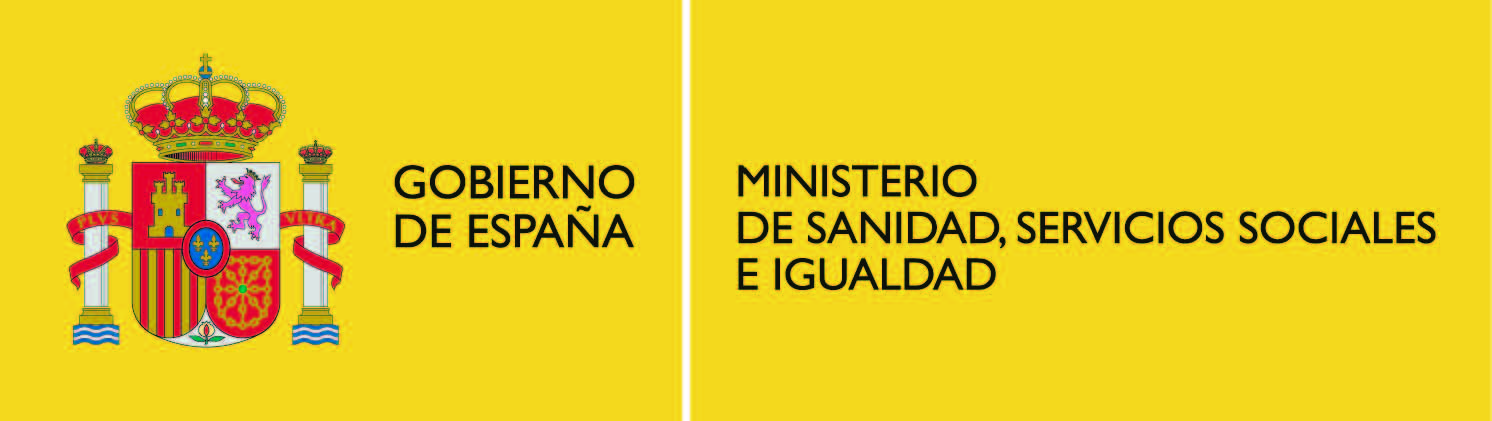 PLVS VLTRA
GOBIERNO
DE ESPAÑA
MINISTERIO
DE SANIDAD, SERVICIOS SOCIALES
E IGUALDAD